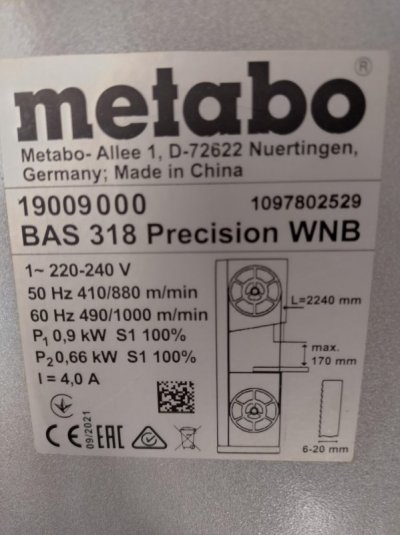 metabo®
Metabo- Allee 1, D-72622 Nuertingen,
Germany; Made in China
19009000 1097802529
BAS 318 Precision WNB
1~ 220-240 V
50 Hz 410/880 m/min
60 Hz 490/1000 m/min
P1 0,9 kW S1 100%
P2 0,66 kW S1 100%
I = 4,0 A
L=2240 mm
max.
170 mm
CE 09/2021 EAC
6-20 mm